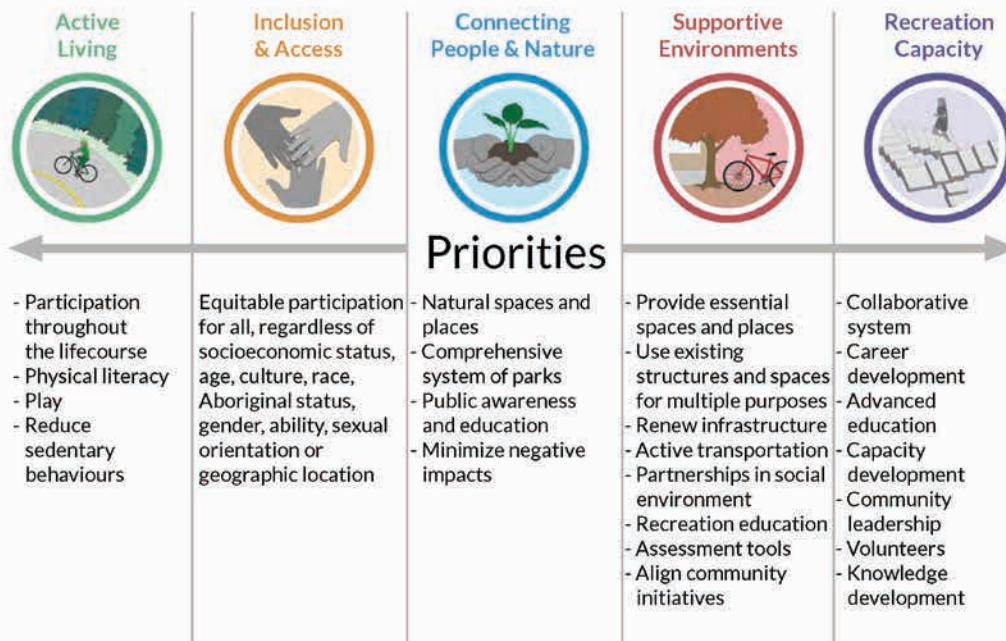 Active
Living
Inclusion
& Access
Connecting
People & Nature
Supportive
Environments
Recreation
Capacity
Priorities
- Participation
throughout
the lifecourse
- Physical literacy
- Play
- Reduce
sedentary
behaviours
Equitable participation
for all, regardless of
socioeconomic status,
age, culture, race,
Aboriginal status,
gender, ability, sexual
orientation or
geographic location
- Natural spaces and
places
- Comprehensive
system of parks
- Public awareness
and education
- Minimize negative
impacts
- Provide essential
spaces and places
- Use existing
structures and spaces
for multiple purposes
- Renew infrastructure
- Active transportation
- Partnerships in social
environment
- Recreation education
- Assessment tools
- Align community
initiatives
- Collaborative
system
- Career
development
- Advanced
education
- Capacity
development
- Community
leadership
- Volunteers
- Knowledge
development